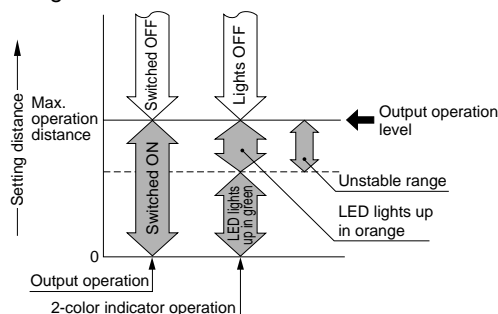 Setting distance
Max.
operation
distance
0
Switched OFF
Lights OFF
Switched ON
LED lights
up in green
Output operation
level
Unstable range
LED lights up
in orange
Output operation
2-color indicator operation